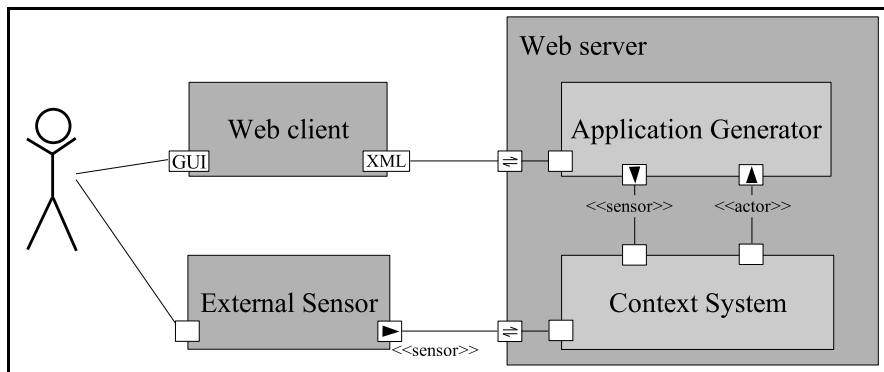 Web server
Web client
Application Generator
GUI
XML
<<sensor>>
<<actor>>
External Sensor
Context System
<<sensor>>